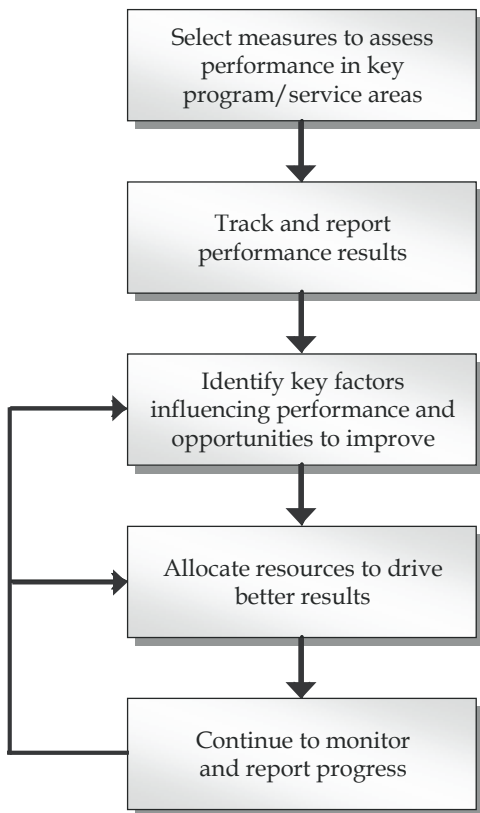 Select measures to assess
performance in key
program/service areas
Track and report
performance results
Identify key factors
influencing performance and
opportunities to improve
Allocate resources to drive
better results
Continue to monitor
and report progress